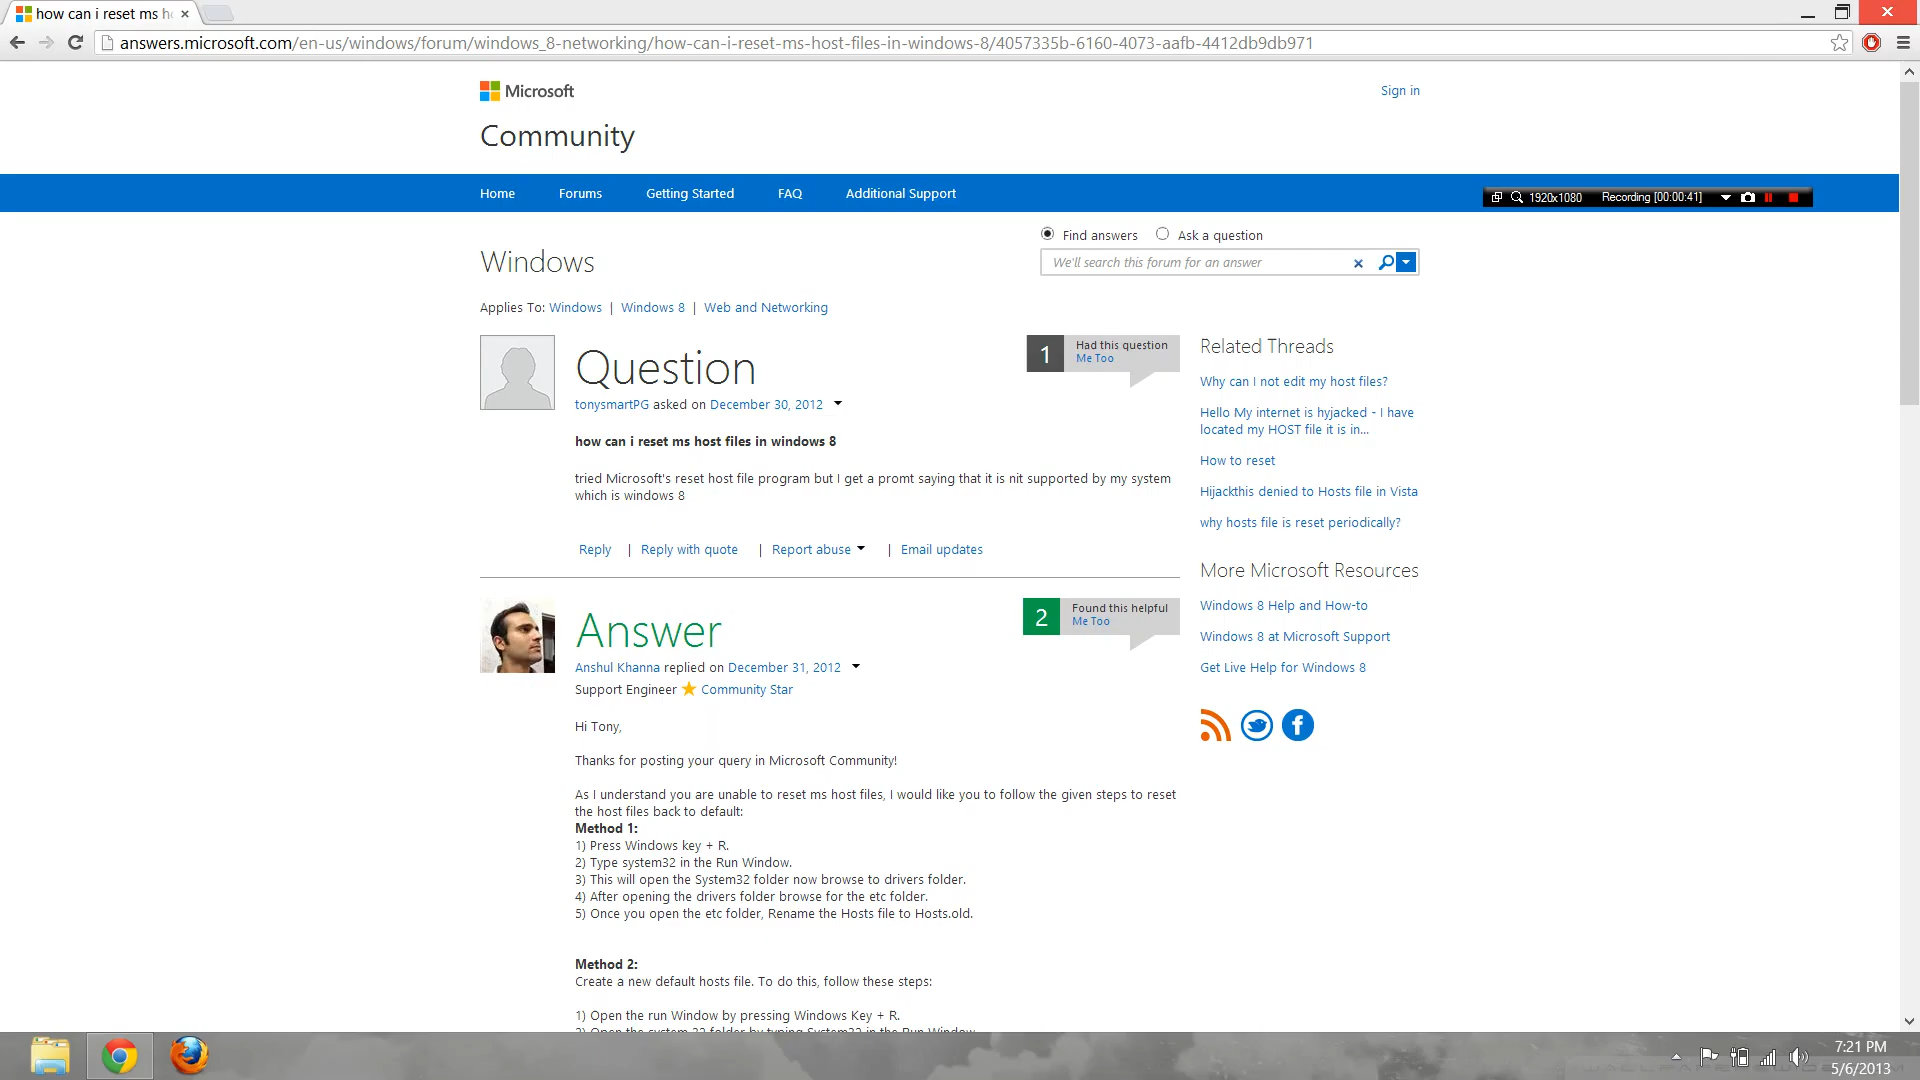 how can i reset ms h
answers.microsoft.com/en-us/windows/forum/windows_8-networking/how-can-i-reset-ms-host-files-in-windows-8/4057335b-6160-4073-aafb-4412db9db971
Microsoft
Sign in
Community
Home Forums Getting Started FAQ Additional Support
1920x1080 Recording [00:00:41]
Find answers Ask a question
Windows
We'll search this forum for an answer
Applies To: Windows | Windows 8 | Web and Networking
Question
1 Had this question
Me Too
tonysmartPG asked on December 30, 2012
how can i reset ms host files in windows 8
tried Microsoft's reset host file program but I get a promt saying that it is nit supported by my system
which is windows 8
Reply | Reply with quote | Report abuse | Email updates
Answer
2 Found this helpful
Me Too
Anshul Khanna replied on December 31, 2012
Support Engineer Community Star
Hi Tony,
Thanks for posting your query in Microsoft Community!
As I understand you are unable to reset ms host files, I would like you to follow the given steps to reset
the host files back to default:
Method 1:
1) Press Windows key + R.
2) Type system32 in the Run Window.
3) This will open the System32 folder now browse to drivers folder.
4) After opening the drivers folder browse for the etc folder.
5) Once you open the etc folder, Rename the Hosts file to Hosts.old.
Method 2:
Create a new default hosts file. To do this, follow these steps:
1) Open the run Window by pressing Windows Key + R.
2) Open the system 32 folder by typing System32 in the Run Window
Related Threads
Why can I not edit my host files?
Hello My internet is hyjacked - I have
located my HOST file it is in...
How to reset
Hijackthis denied to Hosts file in Vista
why hosts file is reset periodically?
More Microsoft Resources
Windows 8 Help and How-to
Windows 8 at Microsoft Support
Get Live Help for Windows 8
7:21 PM
5/6/2013